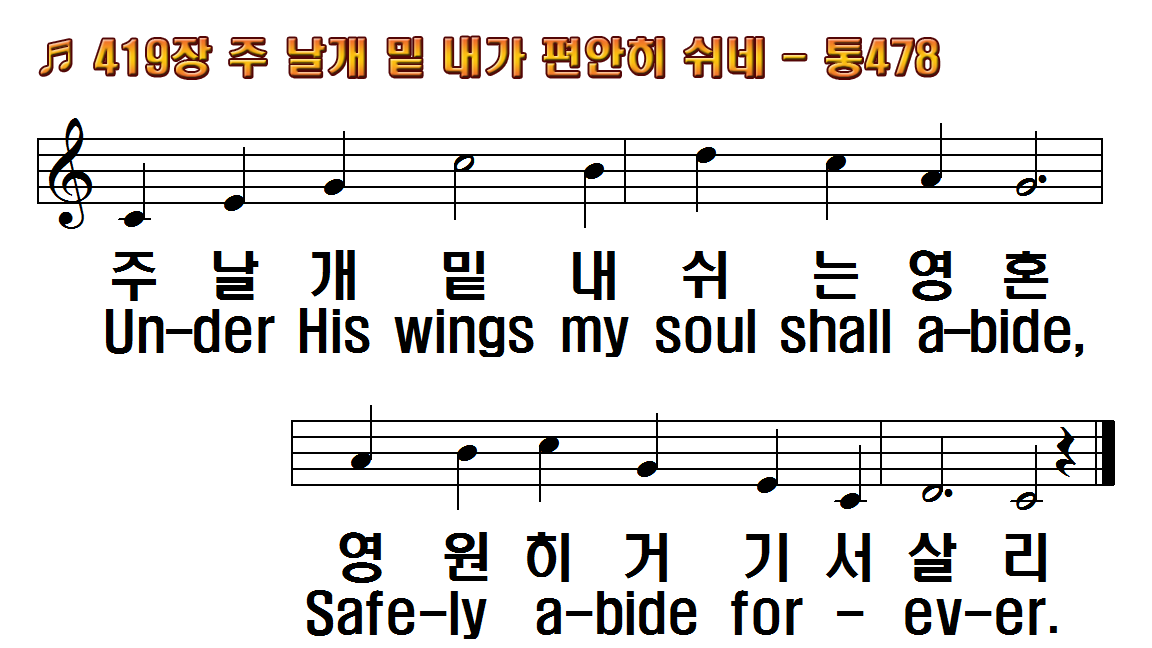 ♬ 419장 주 날개 밑 내가 편안히 쉬네 - 통478
주 날 개 밑 내 쉬 는 영 혼
Un-der His wings my soul shall a-bide,
영 원 히 거 기 서 살 리
Safe-ly a-bide for - ev-er.